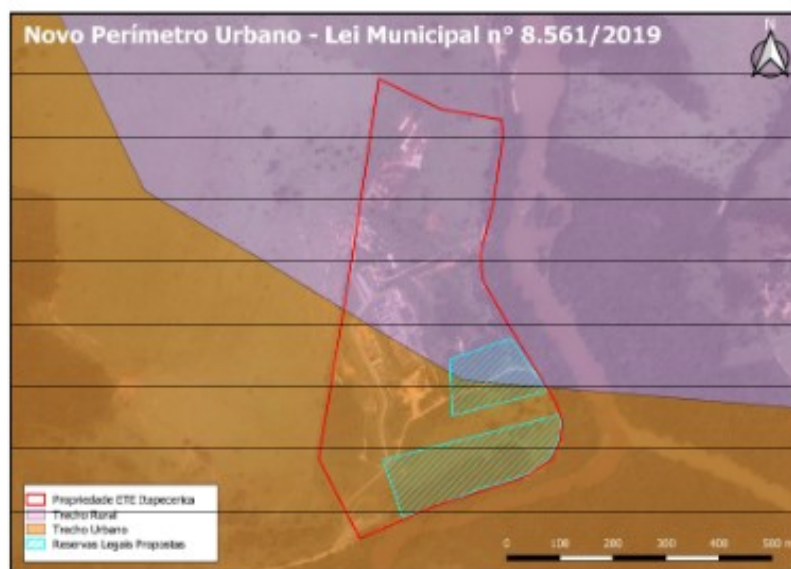 Novo Perímetro Urbano - Lei Municipal n° 8.561/2019
N
Propriedade ETE Itapecerica
Trecho Rural
Trecho Urbano
Reservas Legais Propostas
0 100 200 300 400 500 m